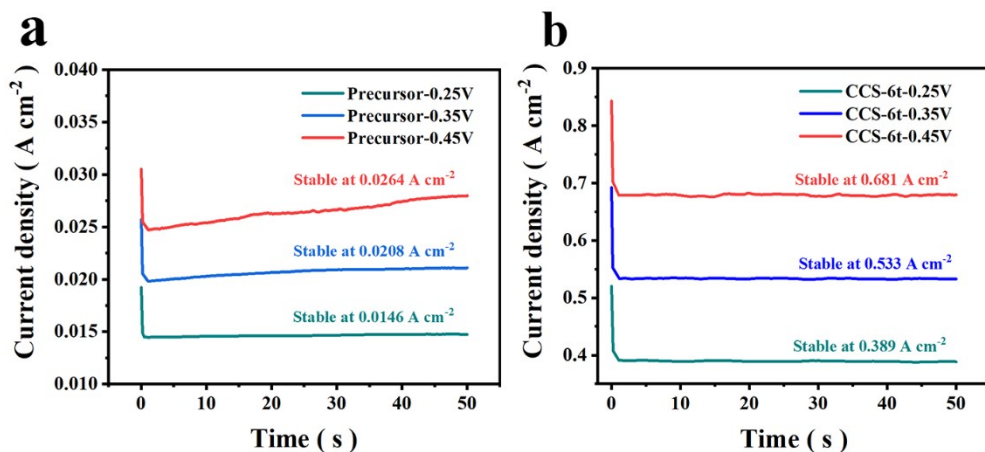 a
Current density ( A cm⁻² )
0.040
0.035
0.030
0.025
0.020
0.015
0.010
Precursor-0.25V
Precursor-0.35V
Precursor-0.45V
Stable at 0.0264 A cm⁻²
Stable at 0.0208 A cm⁻²
Stable at 0.0146 A cm⁻²
0 10 20 30 40 50
Time ( s )
b
Current density ( A cm⁻² )
0.9
0.8
0.7
0.6
0.5
0.4
CCS-6t-0.25V
CCS-6t-0.35V
CCS-6t-0.45V
Stable at 0.681 A cm⁻²
Stable at 0.533 A cm⁻²
Stable at 0.389 A cm⁻²
0 10 20 30 40 50
Time ( s )